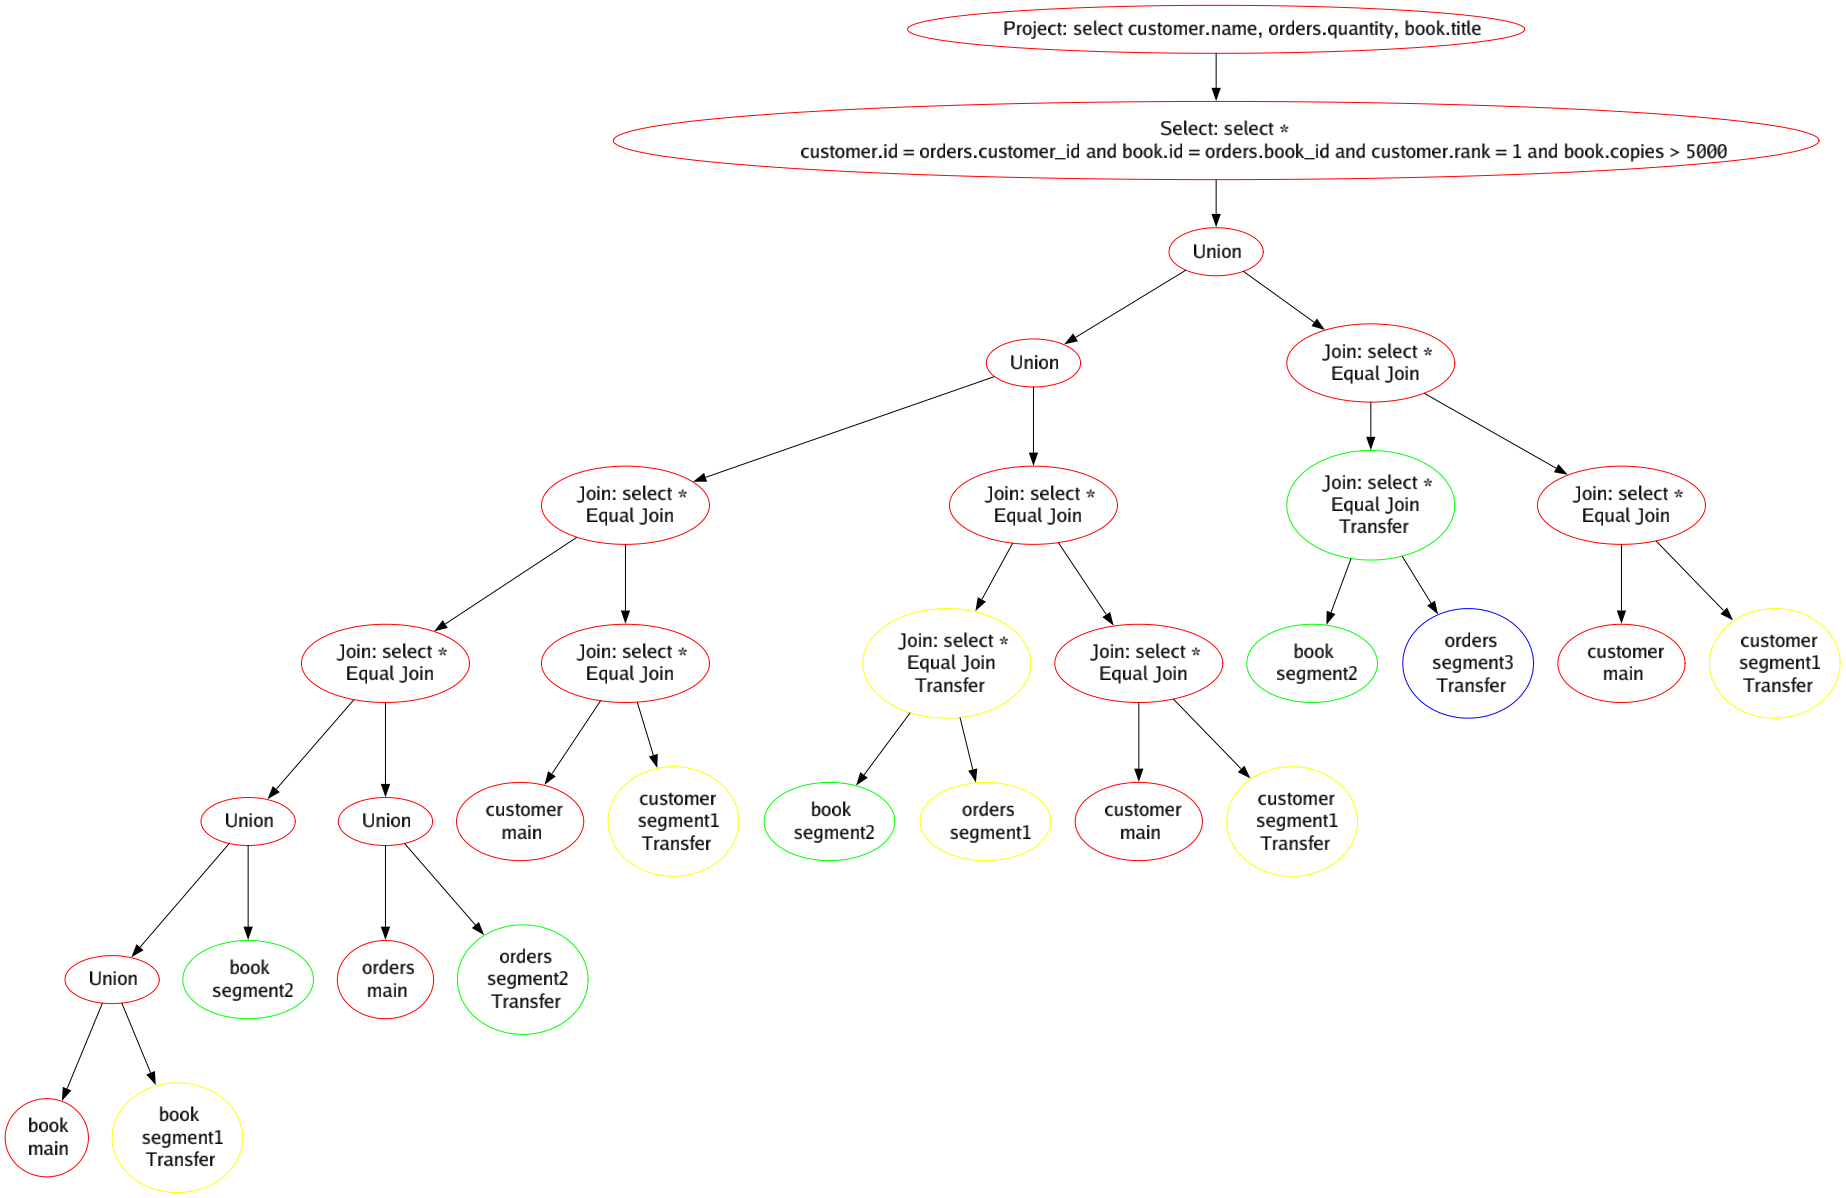 Project: select customer.name, orders.quantity, book.title
Select: select *
customer.id = orders.customer_id and book.id = orders.book_id and customer.rank = 1 and book.copies > 5000
Union
Union
Join: select *
Equal Join
Join: select *
Equal Join
Join: select *
Equal Join
Join: select *
Equal Join
Transfer
Join: select *
Equal Join
Join: select *
Equal Join
Join: select *
Equal Join
Join: select *
Equal Join
Transfer
Join: select *
Equal Join
book
segment2
orders
segment3
Transfer
customer
main
customer
segment1
Transfer
Union
Union
customer
main
customer
segment1
Transfer
book
segment2
orders
segment1
customer
main
customer
segment1
Transfer
Union
book
segment2
orders
main
orders
segment2
Transfer
book
main
book
segment1
Transfer